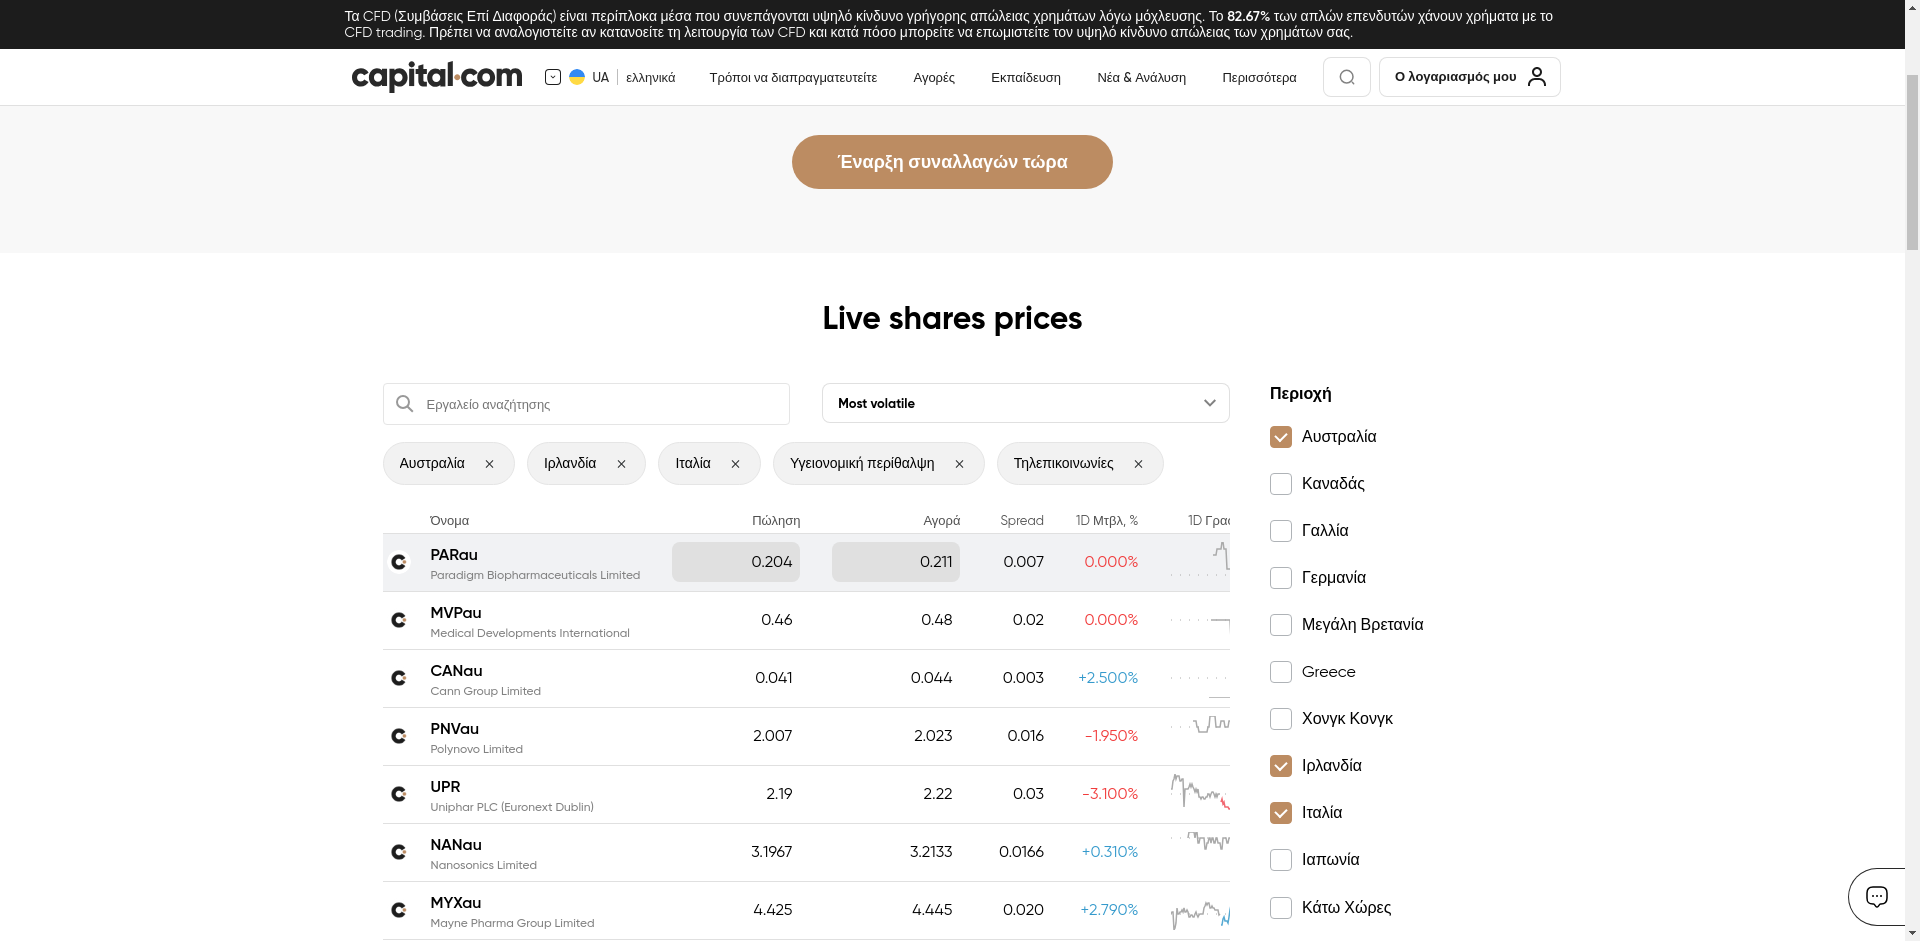 Τα CFD (Συμβάσεις Επί Διαφοράς) είναι περίπλοκα μέσα που συνεπάγονται υψηλό κίνδυνο γρήγορης απώλειας χρημάτων λόγω μόχλευσης. Το 82.67% των απλών επενδυτών χάνουν χρήματα με το
CFD trading. Πρέπει να αναλογιστείτε αν κατανοείτε τη λειτουργία των CFD και κατά πόσο μπορείτε να επωμιστείτε τον υψηλό κίνδυνο απώλειας των χρημάτων σας.
capital.com UA ελληνικά Τρόποι να διαπραγματευτείτε Αγορές Εκπαίδευση Νέα & Ανάλυση Περισσότερα Ο λογαριασμός μου
Έναρξη συναλλαγών τώρα
Live shares prices
Εργαλείο αναζήτησης
Most volatile
Αυστραλία × Ιρλανδία × Ιταλία × Υγειονομική περίθαλψη × Τηλεπικοινωνίες ×
Όνομα Πώληση Αγορά Spread 1D Μτβλ, %  1D Γρας
PARau 0.204 0.211 0.007 0.000%
Paradigm Biopharmaceuticals Limited
MVPau 0.46 0.48 0.02 0.000%
Medical Developments International
CANau 0.041 0.044 0.003 +2.500%
Cann Group Limited
PNVau 2.007 2.023 0.016 -1.950%
Polynovo Limited
UPR 2.19 2.22 0.03 -3.100%
Uniphar PLC (Euronext Dublin)
NANau 3.1967 3.2133 0.0166 +0.310%
Nanosonics Limited
MYXau 4.425 4.445 0.020 +2.790%
Mayne Pharma Group Limited
Περιοχή
Αυστραλία
Καναδάς
Γαλλία
Γερμανία
Μεγάλη Βρετανία
Greece
Χονγκ Κονγκ
Ιρλανδία
Ιταλία
Ιαπωνία
Κάτω Χώρες